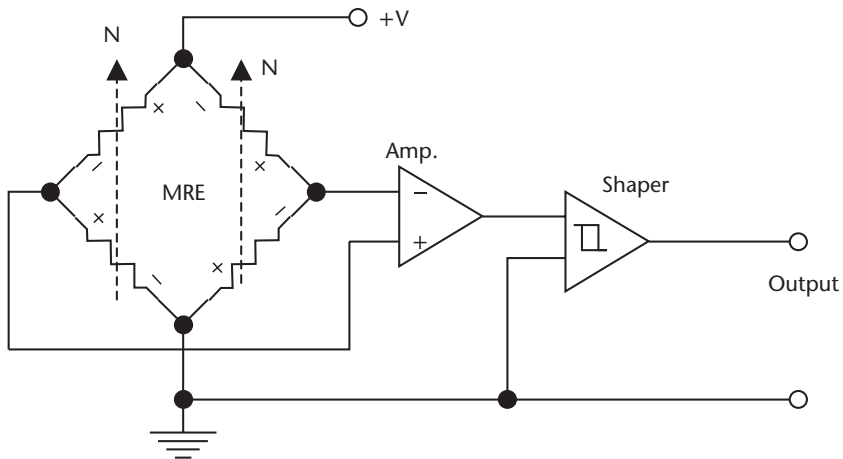 +V
N
N
MRE
Amp.
−
+
Shaper
Output